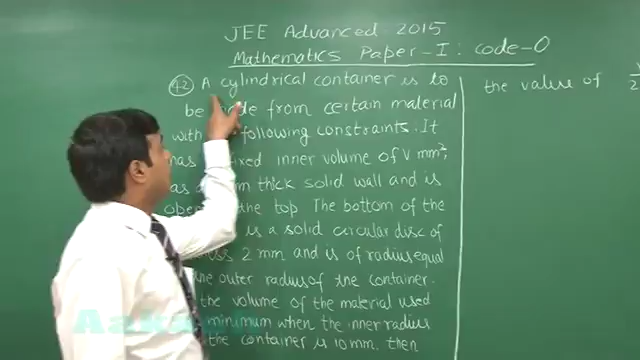 JEE Advanced 2015
Mathematics Paper-I : code-0
42 A cylindrical container is to
be made from certain material
with following constraints. It
has fixed inner volume of V mm³,
has a mm thick solid wall and is
open the top. The bottom of the
is a solid circular disc of
2 mm and is of radius equal
the outer radius of the container.
the volume of the material used
minimum when the inner radius
the container is 10 mm. then
the value of
Aakash